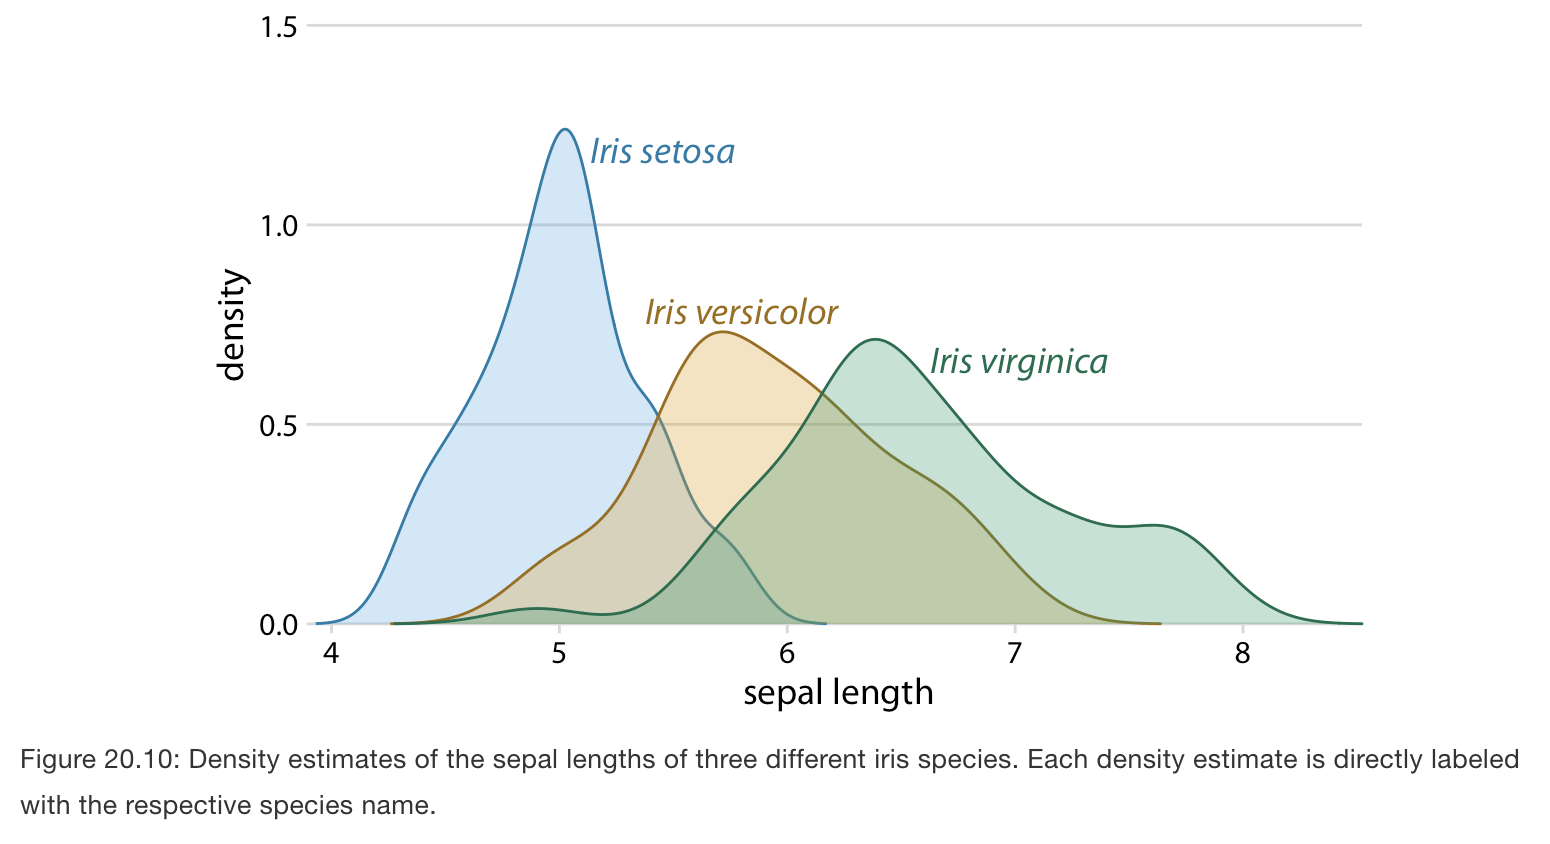 1.5
Iris setosa
1.0
density
Iris versicolor
Iris virginica
0.5
0.0
4 5 6 7 8
sepal length
Figure 20.10: Density estimates of the sepal lengths of three different iris species. Each density estimate is directly labeled
with the respective species name.